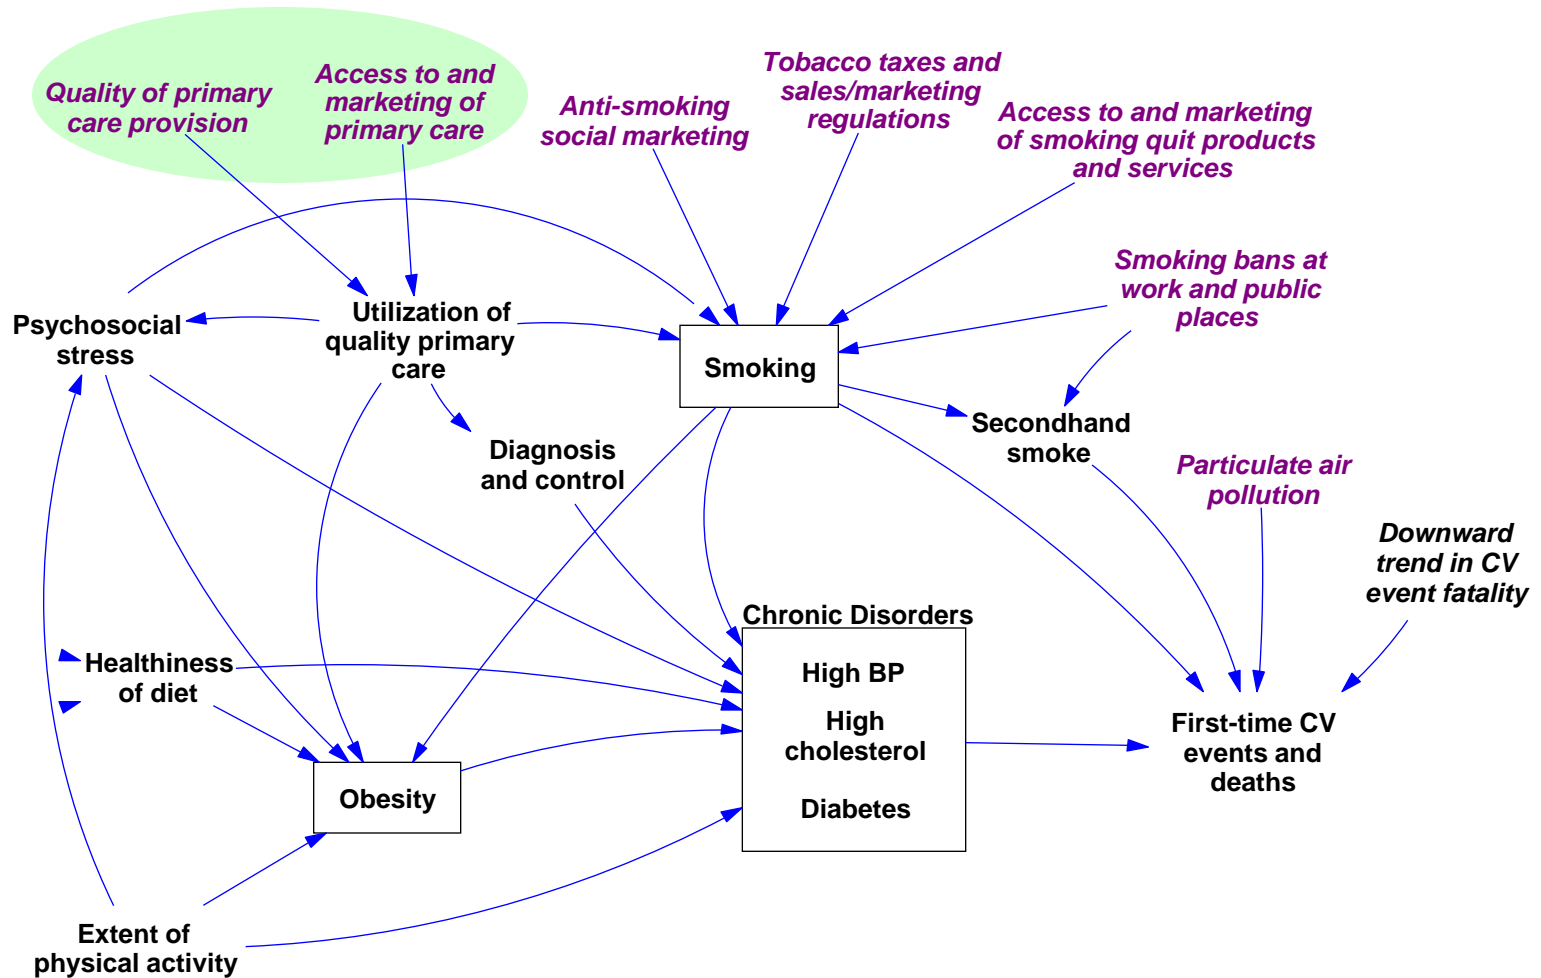 Quality of primary
care provision
Access to and
marketing of
primary care
Anti-smoking
social marketing
Tobacco taxes and
sales/marketing
regulations
Access to and marketing
of smoking quit products
and services
Smoking bans at
work and public
places
Psychosocial
stress
Utilization of
quality primary
care
Smoking
Secondhand
smoke
Diagnosis
and control
Particulate air
pollution
Downward
trend in CV
event fatality
Chronic Disorders
High BP
High
cholesterol
Diabetes
Healthiness
of diet
First-time CV
events and
deaths
Obesity
Extent of
physical activity